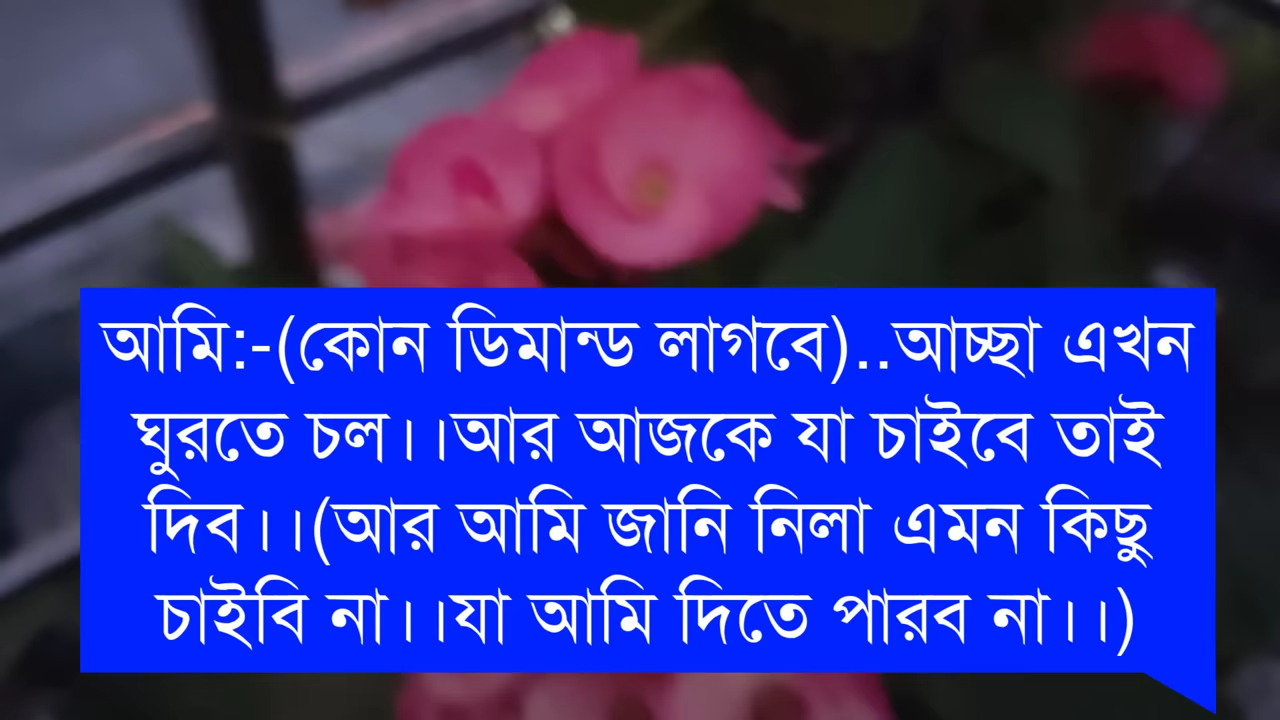 আমি:-(কোন ডিমান্ড লাগবে)..আচ্ছা এখন
ঘুরতে চল।।আর আজকে যা চাইবে তাই
দিব।।(আর আমি জানি নিলা এমন কিছু
চাইবি না।।যা আমি দিতে পারব না।।)